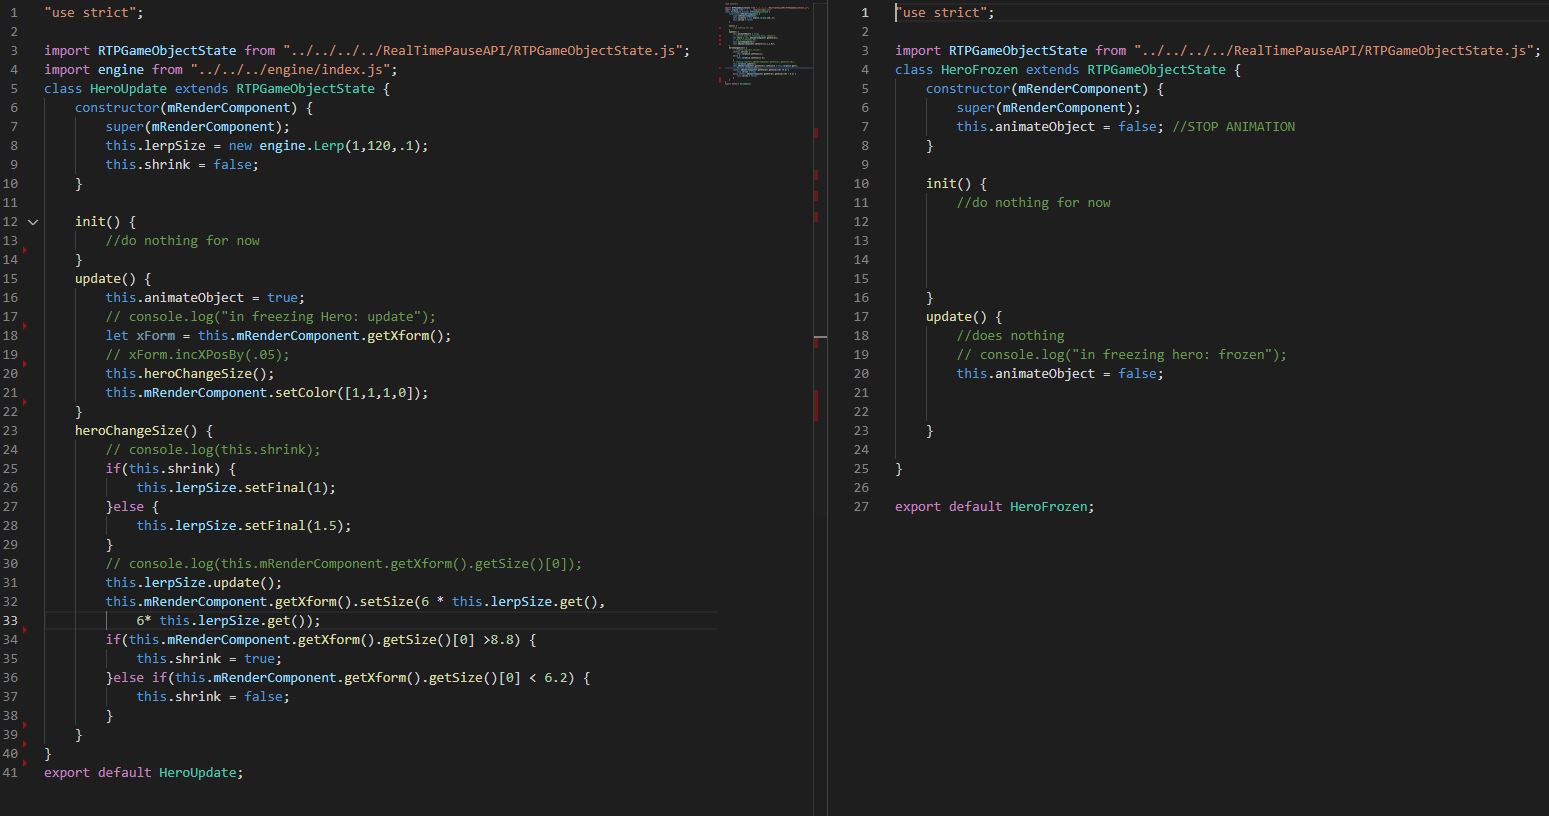 1 "use strict";
2
3 import RTPGameObjectState from "../../../../RealTimePauseAPI/RTPGameObjectState.js";
4 import engine from "../../../engine/index.js";
5 class HeroUpdate extends RTPGameObjectState {
6     constructor(mRenderComponent) {
7         super(mRenderComponent);
8         this.lerpSize = new engine.Lerp(1,120,.1);
9         this.shrink = false;
10     }
11
12     init() {
13         //do nothing for now
14     }
15     update() {
16         this.animateObject = true;
17         // console.log("in freezing Hero: update");
18         let xForm = this.mRenderComponent.getXform();
19         // xForm.incXPosBy(.05);
20         this.heroChangeSize();
21         this.mRenderComponent.setColor([1,1,1,0]);
22     }
23     heroChangeSize() {
24         // console.log(this.shrink);
25         if(this.shrink) {
26             this.lerpSize.setFinal(1);
27         }else {
28             this.lerpSize.setFinal(1.5);
29         }
30         // console.log(this.mRenderComponent.getXform().getSize()[0]);
31         this.lerpSize.update();
32         this.mRenderComponent.getXform().setSize(6 * this.lerpSize.get(),
33             6* this.lerpSize.get());
34         if(this.mRenderComponent.getXform().getSize()[0] >8.8) {
35             this.shrink = true;
36         }else if(this.mRenderComponent.getXform().getSize()[0] < 6.2) {
37             this.shrink = false;
38         }
39     }
40 }
41 export default HeroUpdate;
1 "use strict";
2
3 import RTPGameObjectState from "../../../../RealTimePauseAPI/RTPGameObjectState.js";
4 class HeroFrozen extends RTPGameObjectState {
5     constructor(mRenderComponent) {
6         super(mRenderComponent);
7         this.animateObject = false; //STOP ANIMATION
8     }
9
10     init() {
11         //do nothing for now
12
13
14
15
16     }
17     update() {
18         //does nothing
19         // console.log("in freezing hero: frozen");
20         this.animateObject = false;
21
22
23     }
24
25 }
26
27 export default HeroFrozen;